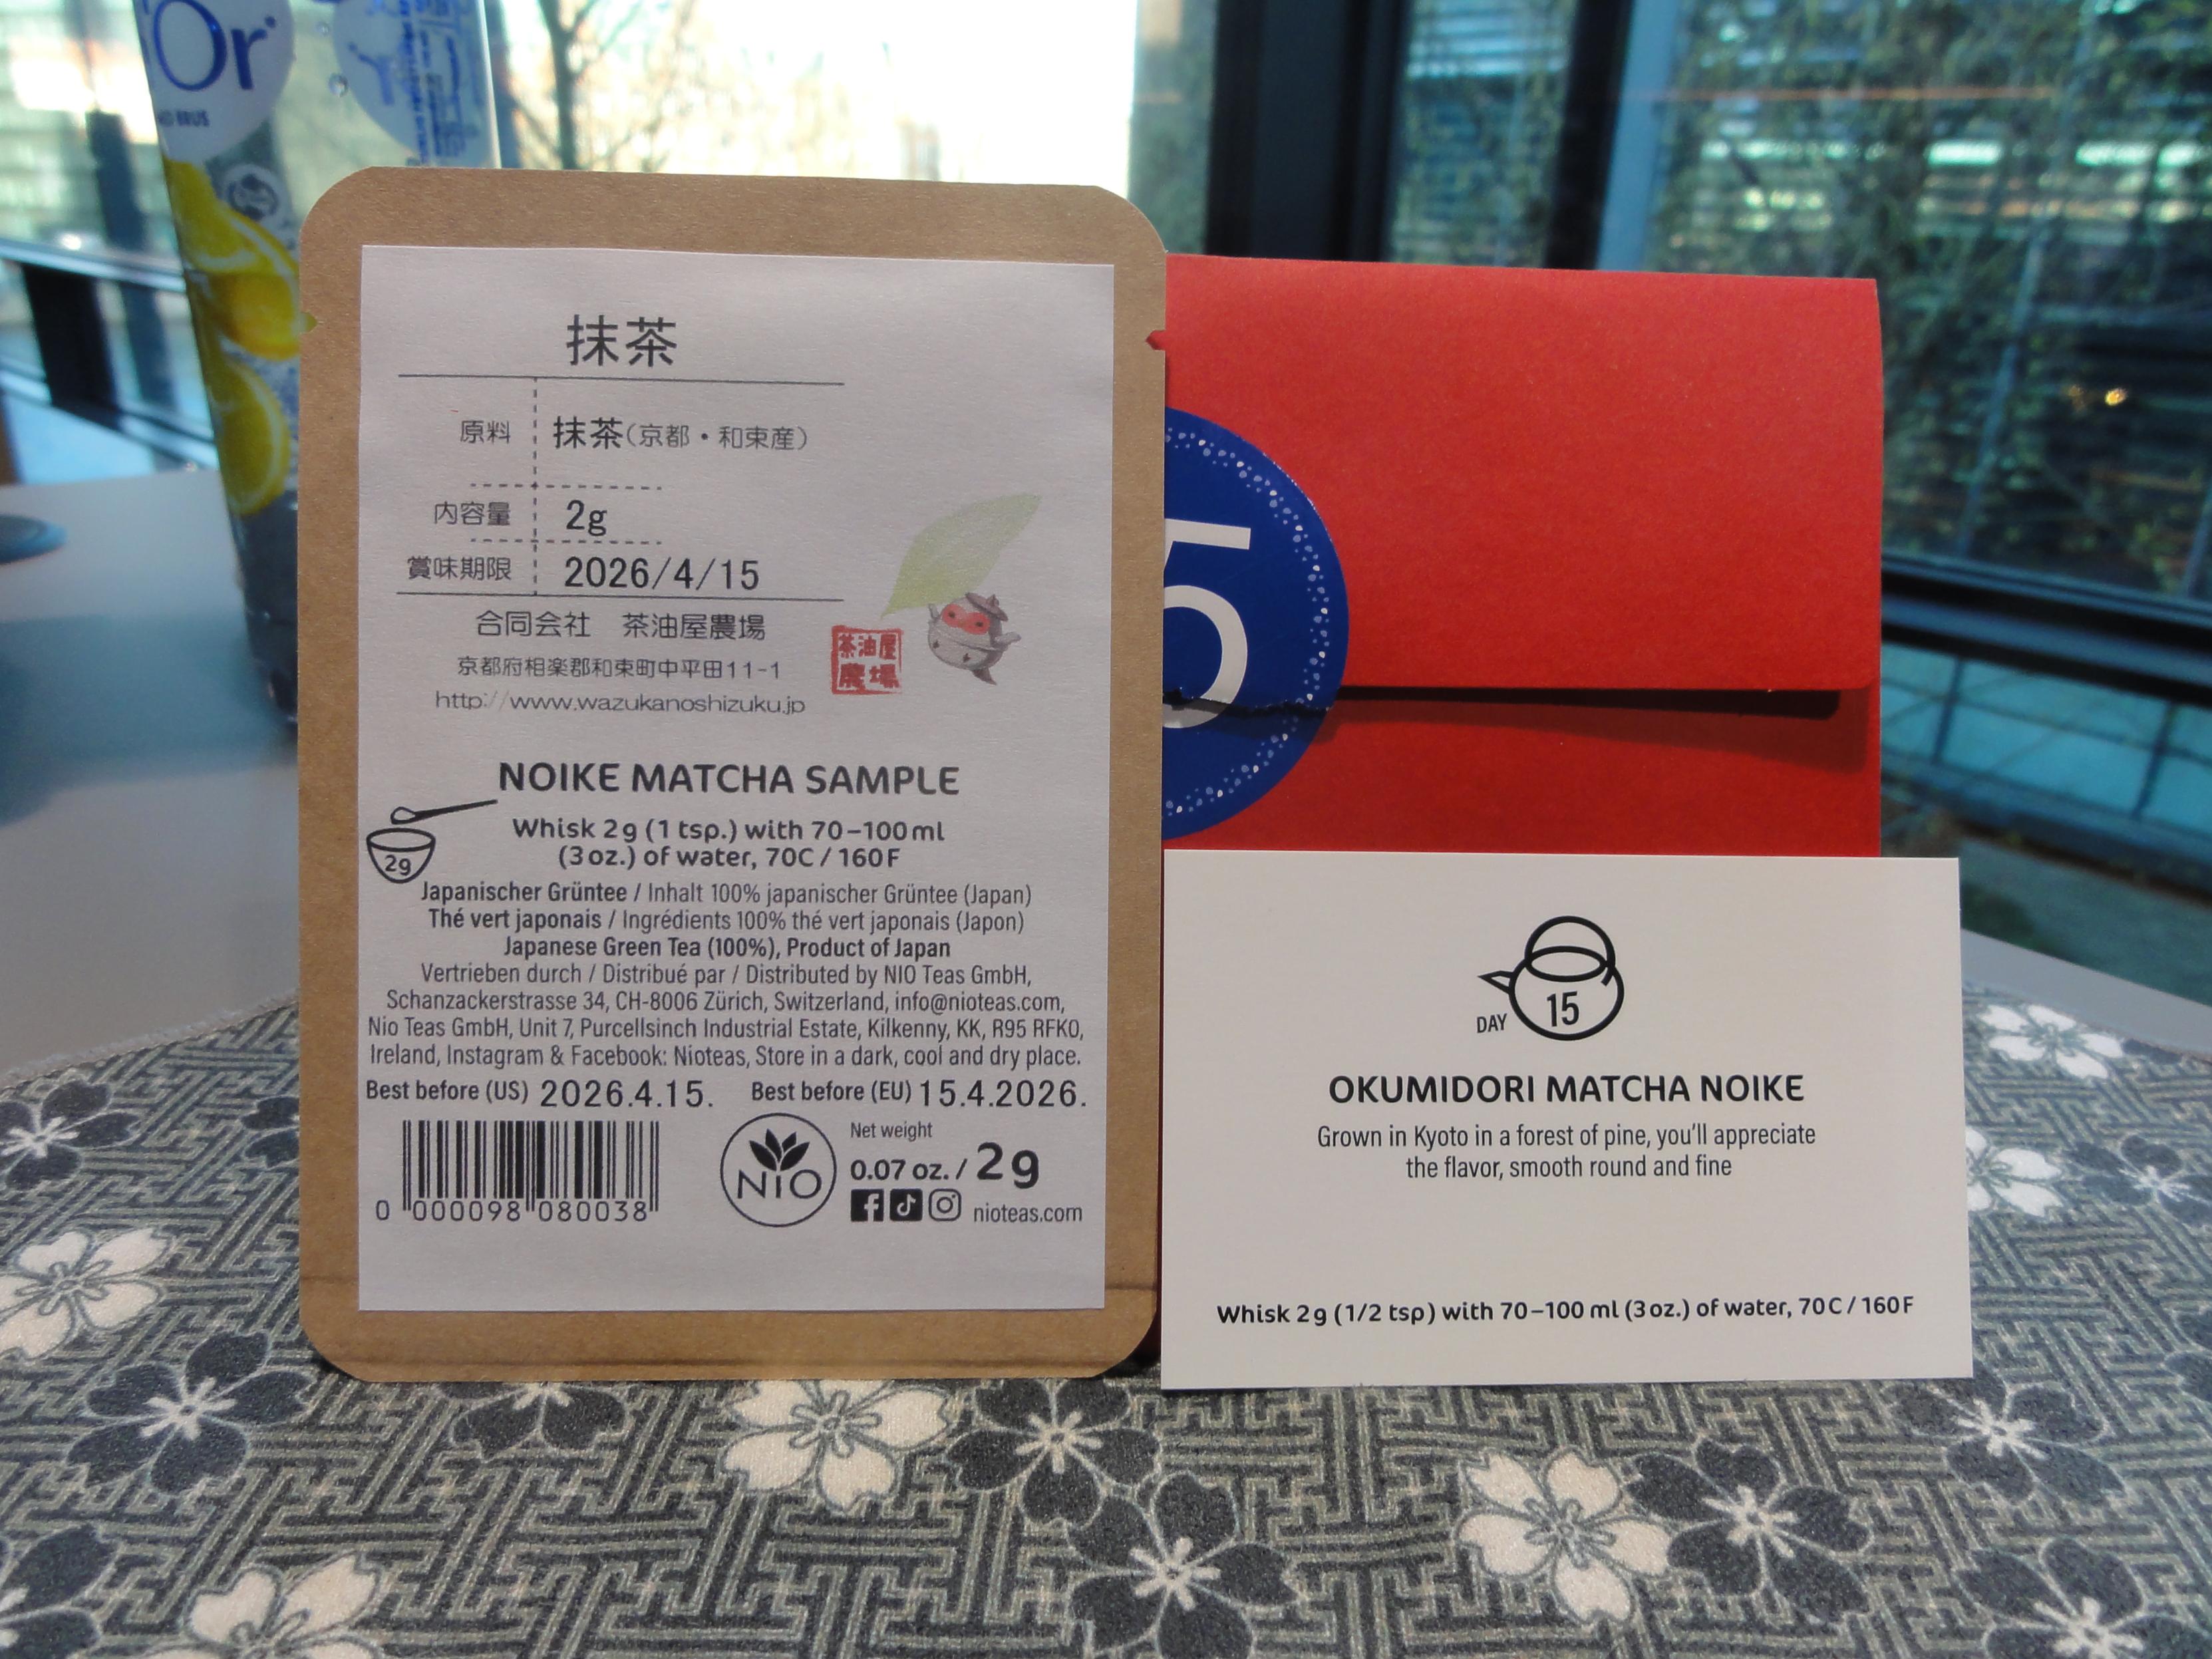 Or
抹茶
原料 抹茶(京都・和束産)
内容量 2g
賞味期限 2026/4/15
合同会社 茶油屋農場
京都府相楽郡和束町中平田11-1
http://www.wazukanoshizuku.jp
茶油屋
農場
NOIKE MATCHA SAMPLE
Whisk 2g (1 tsp.) with 70-100ml
(3oz.) of water, 70C / 160F
2g
Japanischer Grüntee / Inhalt 100% japanischer Grüntee (Japan)
Thé vert japonais / Ingrédients 100% thé vert japonais (Japon)
Japanese Green Tea (100%), Product of Japan
Vertrieben durch / Distribué par / Distributed by NIO Teas GmbH,
Schanzackerstrasse 34, CH-8006 Zürich, Switzerland, info@nioteas.com,
Nio Teas GmbH, Unit 7, Purcellsinch Industrial Estate, Kilkenny, KK, R95 RFK0,
Ireland, Instagram & Facebook: Nioteas, Store in a dark, cool and dry place.
Best before (US) 2026.4.15. Best before (EU) 15.4.2026.
0 000098 080038
NIO
Net weight
0.07 oz. / 2g
nioteas.com
5
DAY 15
OKUMIDORI MATCHA NOIKE
Grown in Kyoto in a forest of pine, you'll appreciate
the flavor, smooth round and fine
Whisk 2g (1/2 tsp) with 70-100 ml (3oz.) of water, 70C / 160F